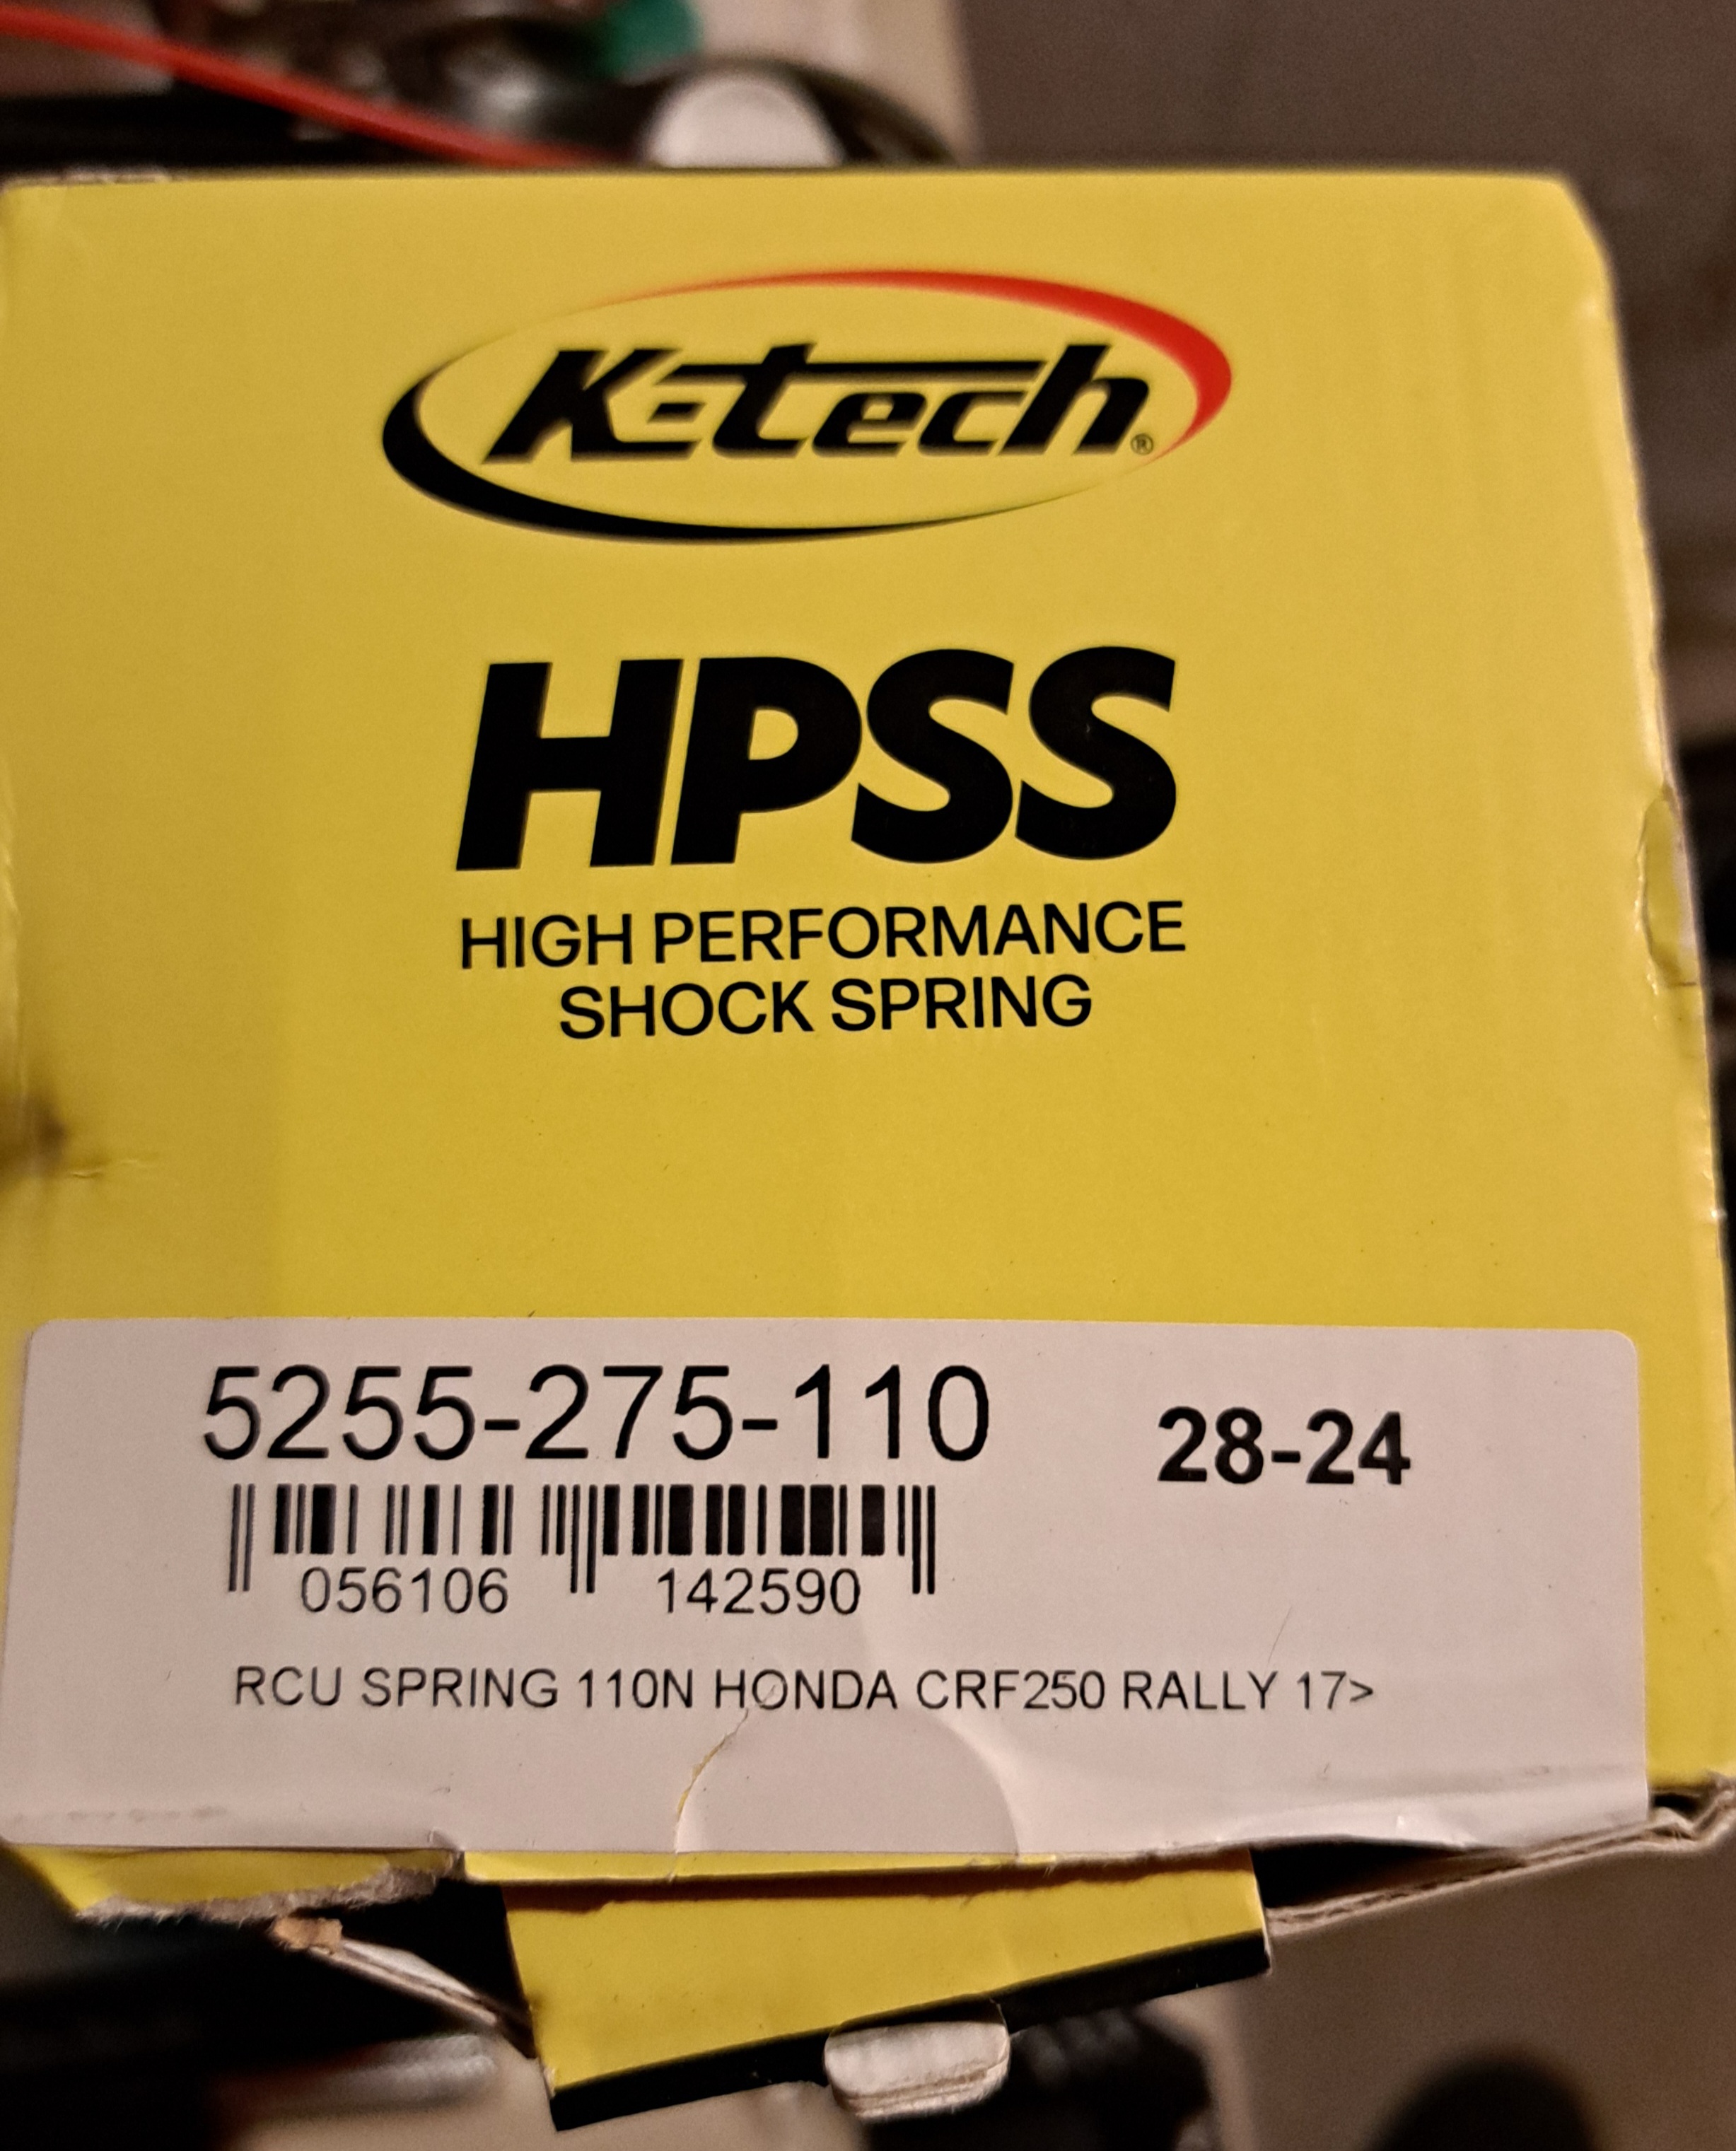 K-tech®
HPSS
HIGH PERFORMANCE
SHOCK SPRING
5255-275-110
28-24
056106 142590
RCU SPRING 110N HONDA CRF250 RALLY 17>